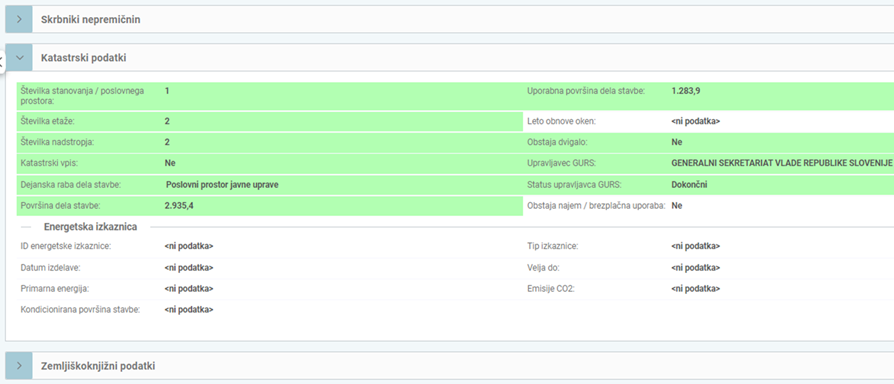 Skrbniki nepremičnin
Katastrski podatki
Številka stanovanja / poslovnega prostora: 1 Uporabna površina dela stavbe: 1.283,9
Številka etaže: 2 Leto obnove oken: <ni podatka>
Številka nadstropja: 2 Obstaja dvigalo: Ne
Katastrski vpis: Ne Upravljavec GURS: GENERALNI SEKRETARIAT VLADE REPUBLIKE SLOVENIJE
Dejanska raba dela stavbe: Poslovni prostor javne uprave Status upravljavca GURS: Dokončni
Površina dela stavbe: 2.935,4 Obstaja najem / brezplačna uporaba: Ne
Energetska izkaznica
ID energetske izkaznice: <ni podatka> Tip izkaznice: <ni podatka>
Datum izdelave: <ni podatka> Velja do: <ni podatka>
Primarna energija: <ni podatka> Emisije CO2: <ni podatka>
Kondicionirana površina stavbe: <ni podatka>
Zemljiškoknjižni podatki